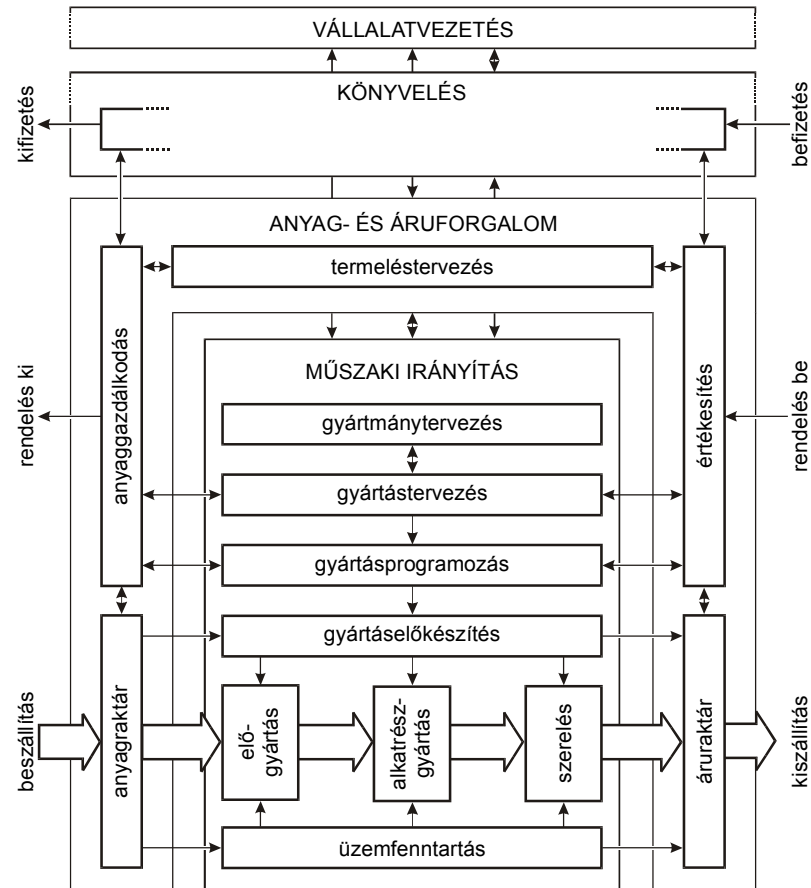 VÁLLALATVEZETÉS
KÖNYVELÉS
kifizetés
befizetés
ANYAG- ÉS ÁRUFORGALOM
termeléstervezés
anyaggazdálkodás
értékesítés
rendelés ki
rendelés be
MŰSZAKI IRÁNYÍTÁS
gyártmánytervezés
gyártástervezés
gyártásprogramozás
gyártáselőkészítés
beszállítás
anyagraktár
elő-
gyártás
alkatrész-
gyártás
szerelés
áruraktár
kiszállítás
üzemfenntartás